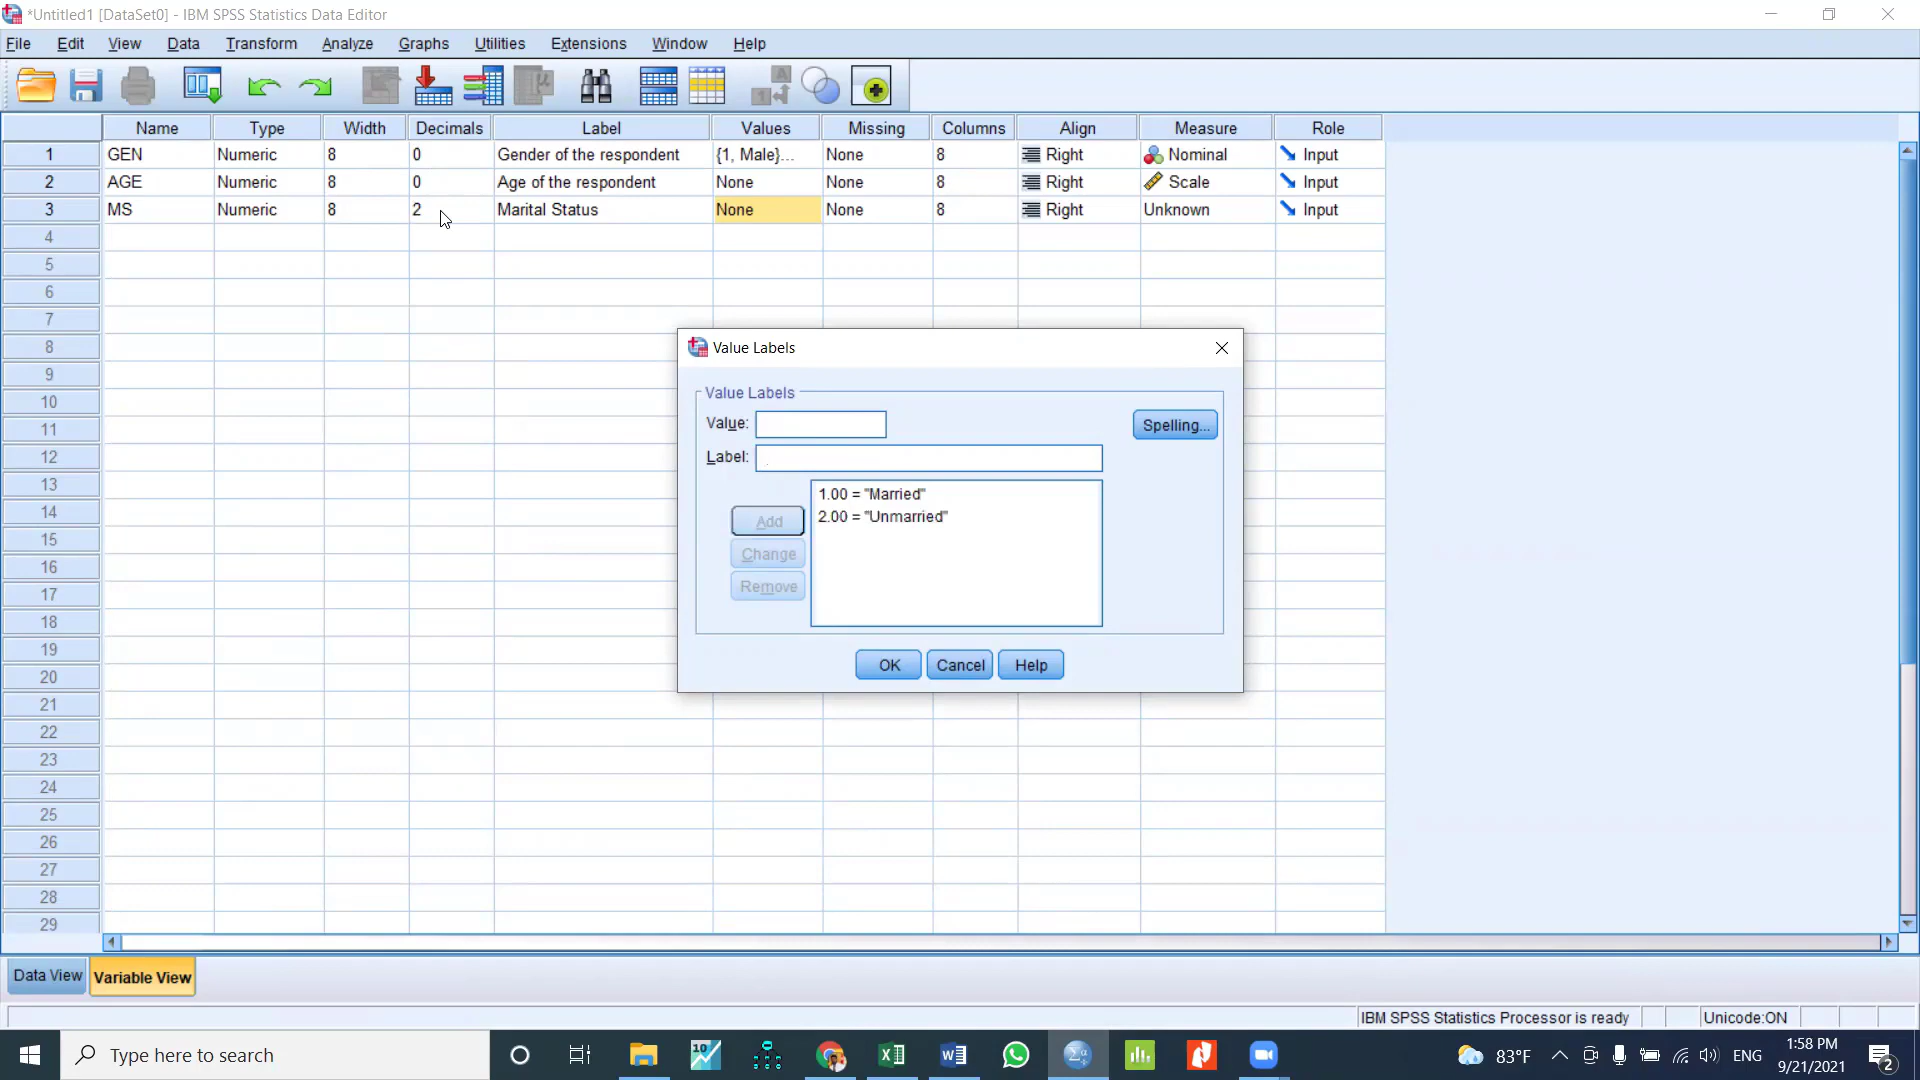 *Untitled1 [DataSet0] - IBM SPSS Statistics Data Editor
File Edit View Data Transform Analyze Graphs Utilities Extensions Window Help
Name Type Width Decimals Label Values Missing Columns Align Measure Role
1 GEN Numeric 8 0 Gender of the respondent {1, Male}... None 8 Right Nominal Input
2 AGE Numeric 8 0 Age of the respondent None None 8 Right Scale Input
3 MS Numeric 8 2 Marital Status None None 8 Right Unknown Input
4
5
6
7
8
9
10
11
12
13
14
15
16
17
18
19
20
21
22
23
24
25
26
27
28
29
Value Labels
Value Labels
Value:
Spelling...
Label:
1.00 = "Married"
2.00 = "Unmarried"
Add
Change
Remove
OK Cancel Help
Data View Variable View
IBM SPSS Statistics Processor is ready Unicode:ON
Type here to search
10
83°F
ENG
1:58 PM
9/21/2021
2